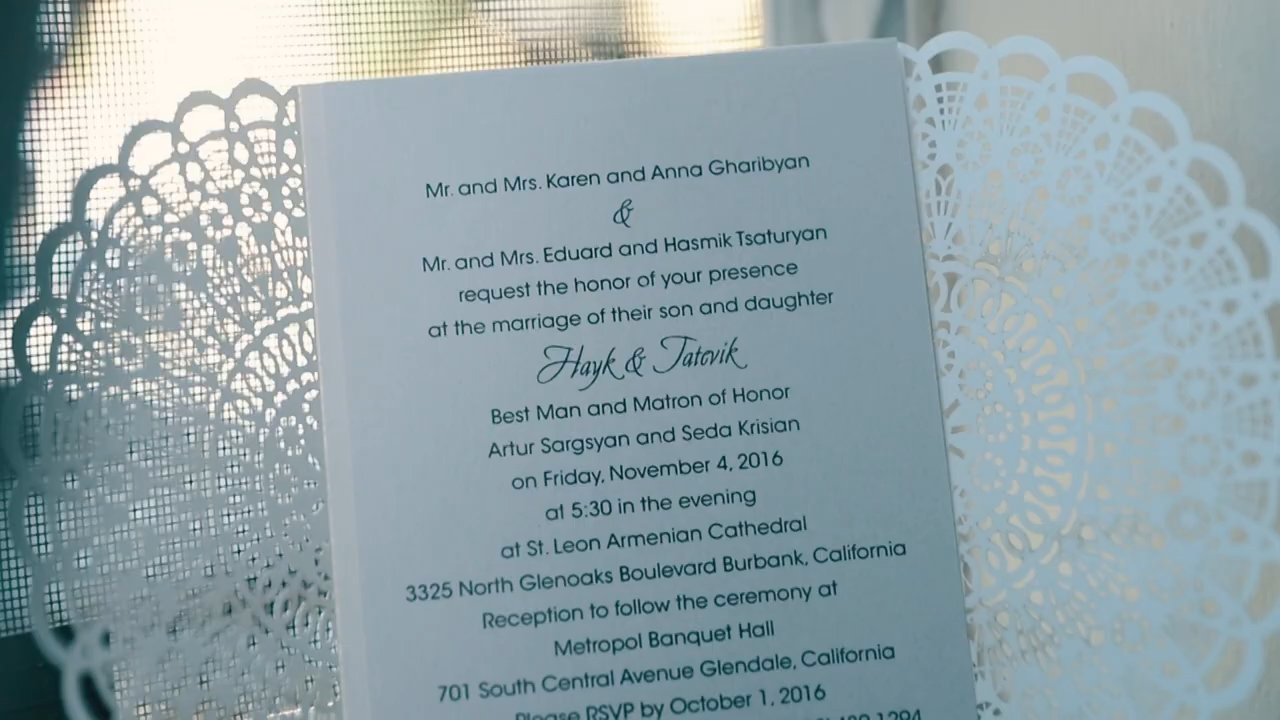 Mr. and Mrs. Karen and Anna Gharibyan
&
Mr. and Mrs. Eduard and Hasmik Tsaturyan
request the honor of your presence
at the marriage of their son and daughter
Hayk & Tatevik
Best Man and Matron of Honor
Artur Sargsyan and Seda Krisian
on Friday, November 4, 2016
at 5:30 in the evening
at St. Leon Armenian Cathedral
3325 North Glenoaks Boulevard Burbank, California
Reception to follow the ceremony at
Metropol Banquet Hall
701 South Central Avenue Glendale, California
Please RSVP by October 1, 2016